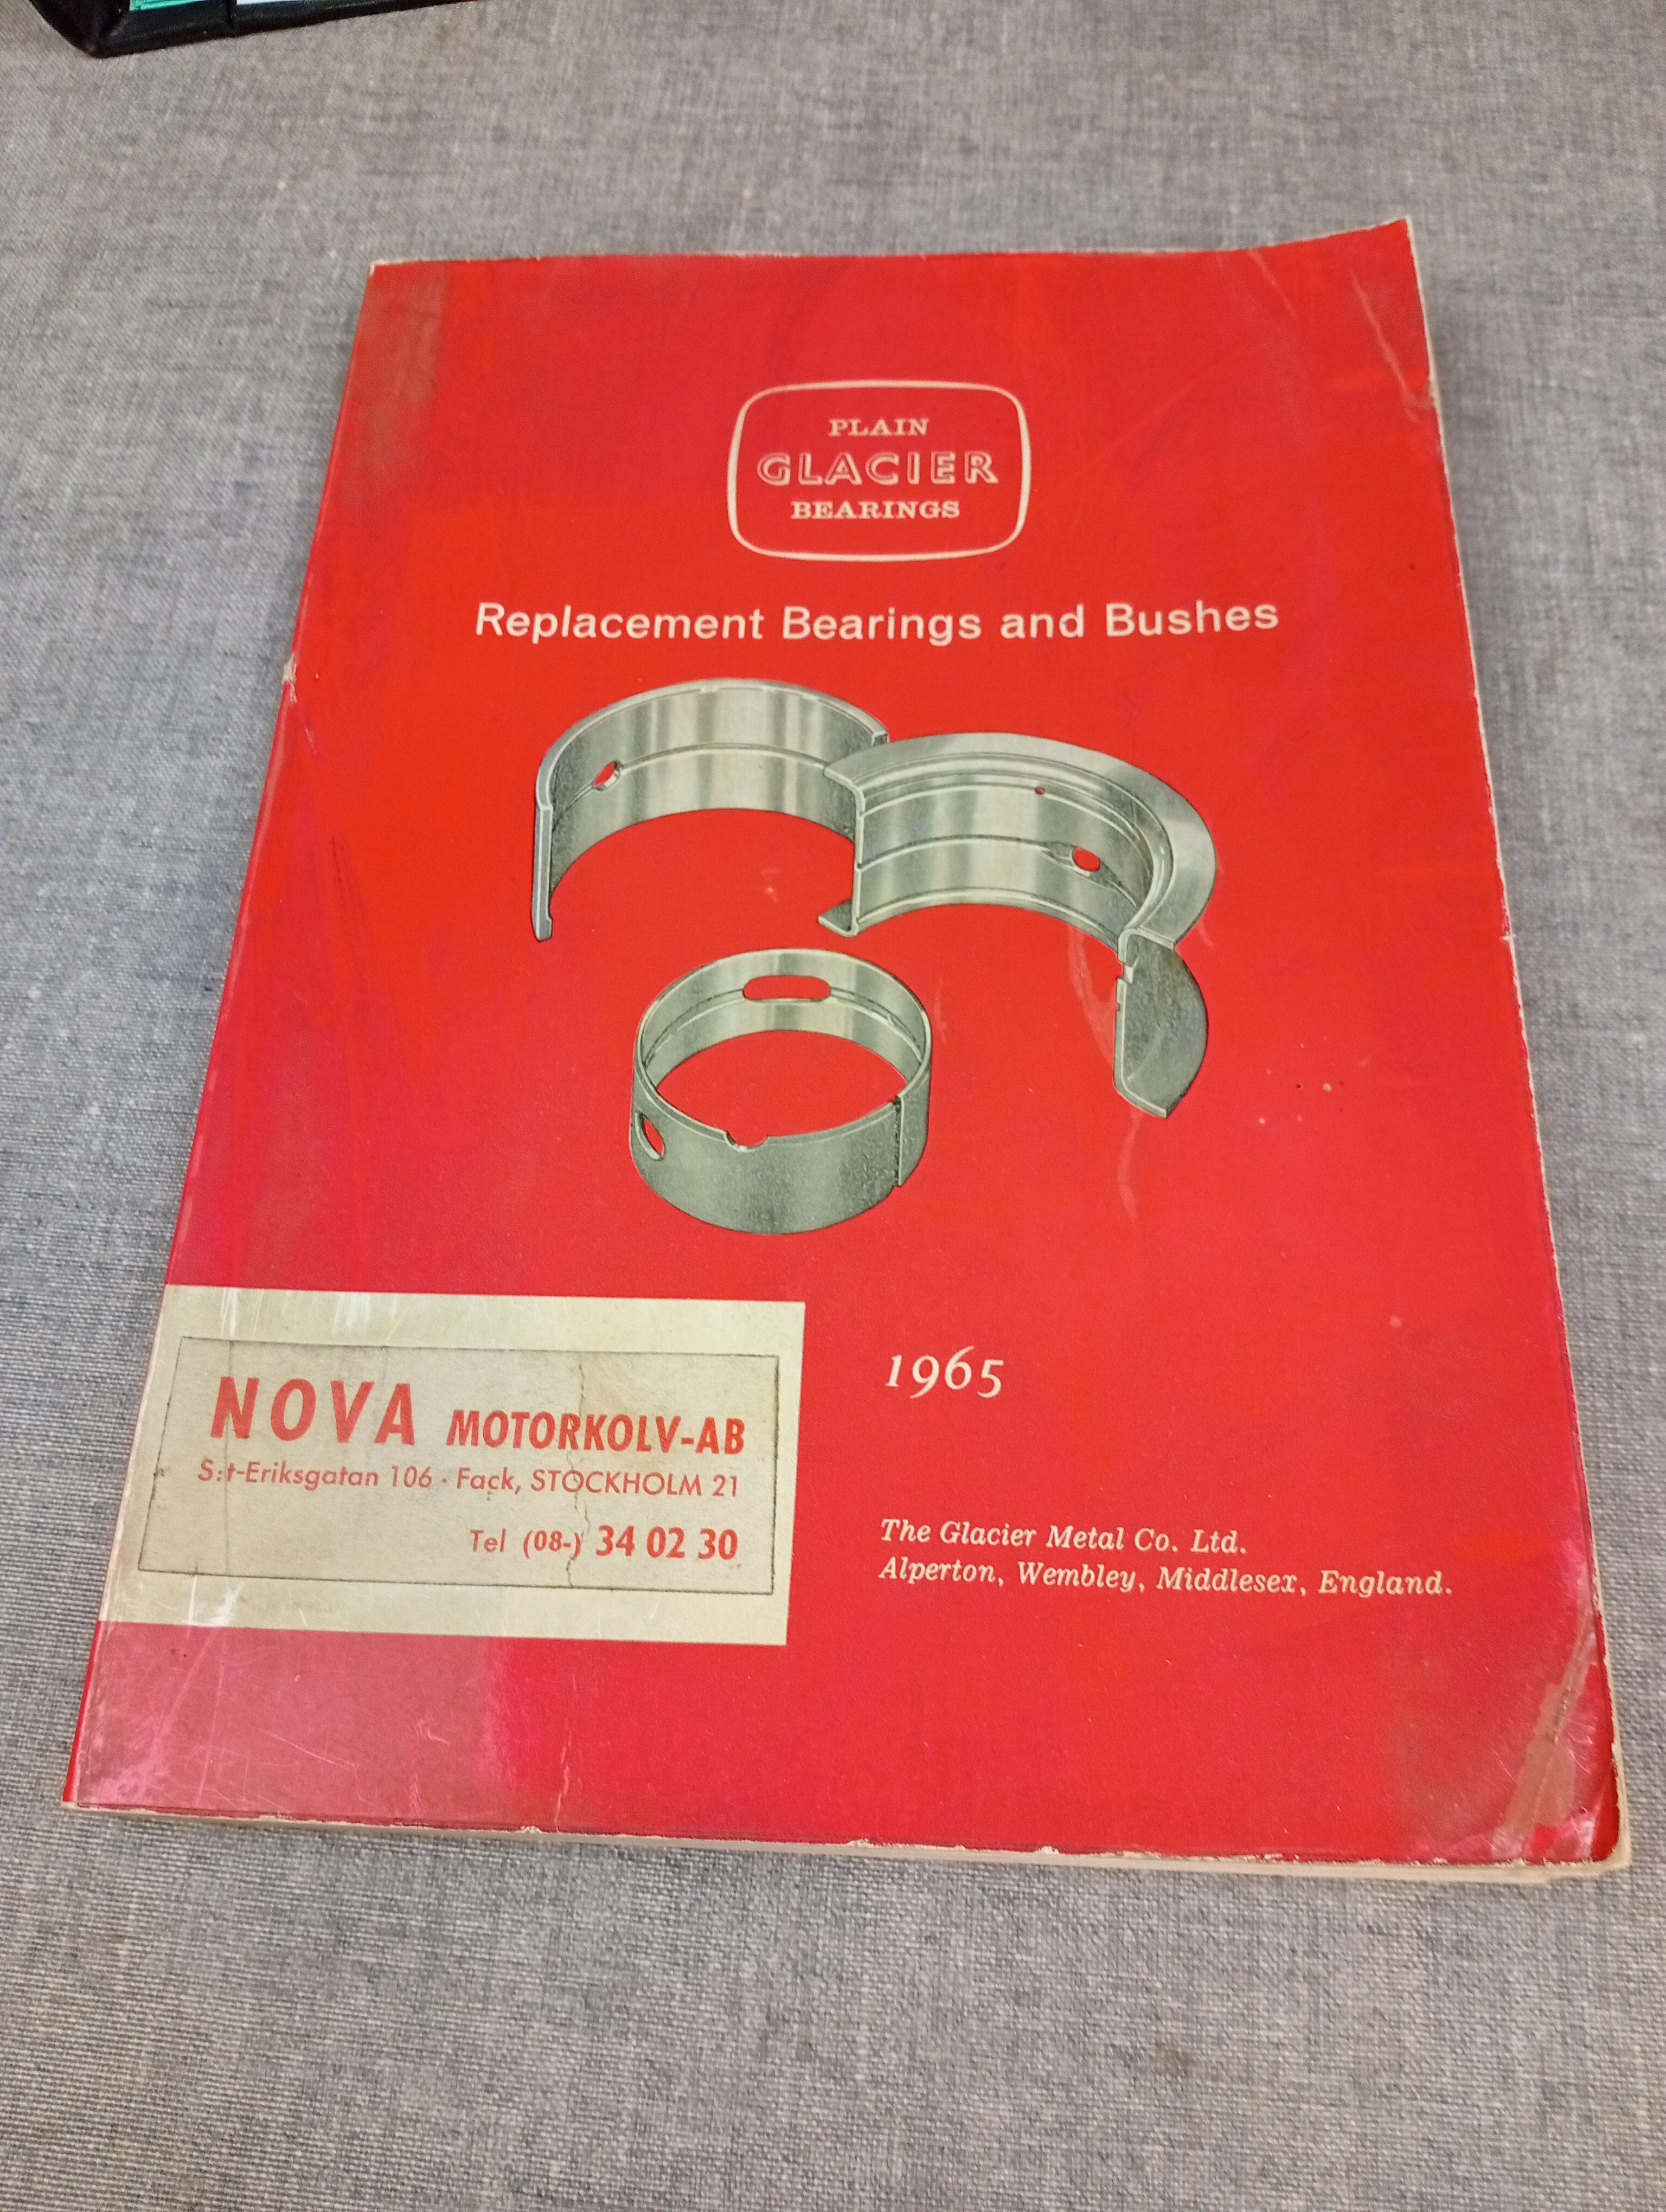 PLAIN
GLACIER
BEARINGS
Replacement Bearings and Bushes
NOVA MOTORKOLV-AB
S:t-Eriksgatan 106 · Fack, STOCKHOLM 21
Tel (08-) 34 02 30
1965
The Glacier Metal Co. Ltd.
Alperton, Wembley, Middlesex, England.